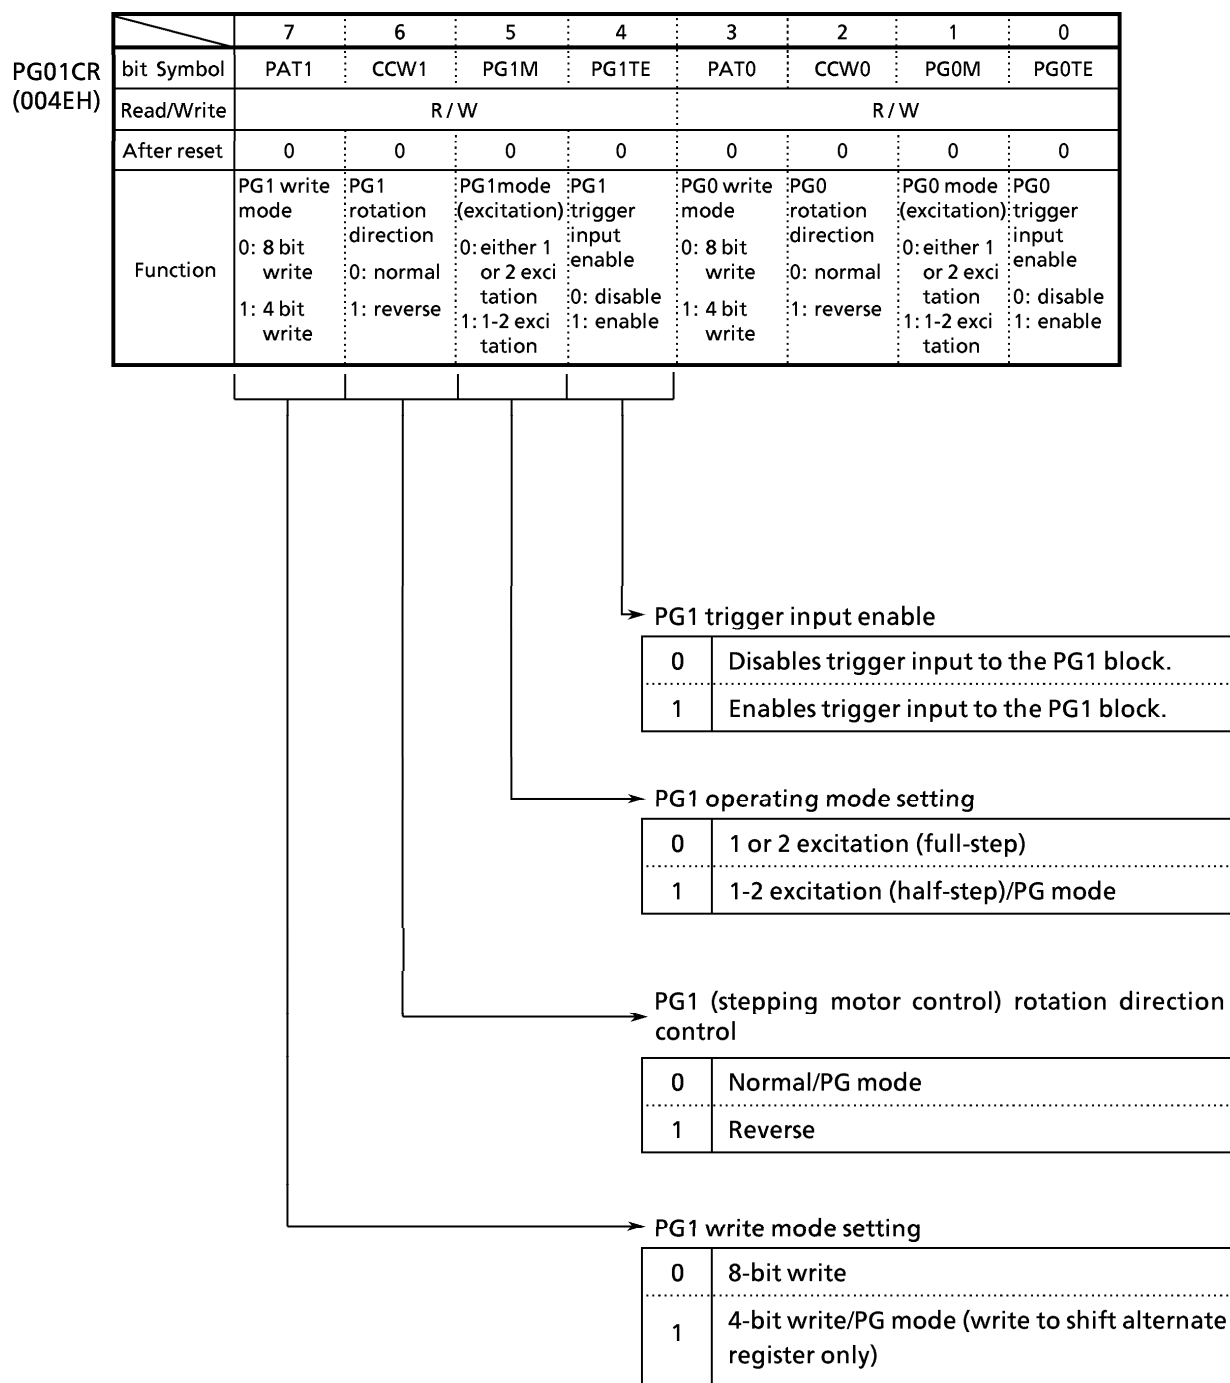 7 6 5 4 3 2 1 0
PG01CR
(004EH)
bit Symbol PAT1 CCW1 PG1M PG1TE PAT0 CCW0 PG0M PG0TE
Read/Write R / W R / W
After reset 0 0 0 0 0 0 0 0
Function
PG1 write
mode
0: 8 bit
write
1: 4 bit
write
PG1
rotation
direction
0: normal
1: reverse
PG1mode
(excitation)
0: either 1
or 2 exci
tation
1: 1-2 exci
tation
PG1
trigger
input
enable
0: disable
1: enable
PG0 write
mode
0: 8 bit
write
1: 4 bit
write
PG0
rotation
direction
0: normal
1: reverse
PG0 mode
(excitation)
0: either 1
or 2 exci
tation
1: 1-2 exci
tation
PG0
trigger
input
enable
0: disable
1: enable
PG1 trigger input enable
0 Disables trigger input to the PG1 block.
1 Enables trigger input to the PG1 block.
PG1 operating mode setting
0 1 or 2 excitation (full-step)
1 1-2 excitation (half-step)/PG mode
PG1 (stepping motor control) rotation direction
control
0 Normal/PG mode
1 Reverse
PG1 write mode setting
0 8-bit write
1 4-bit write/PG mode (write to shift alternate
register only)